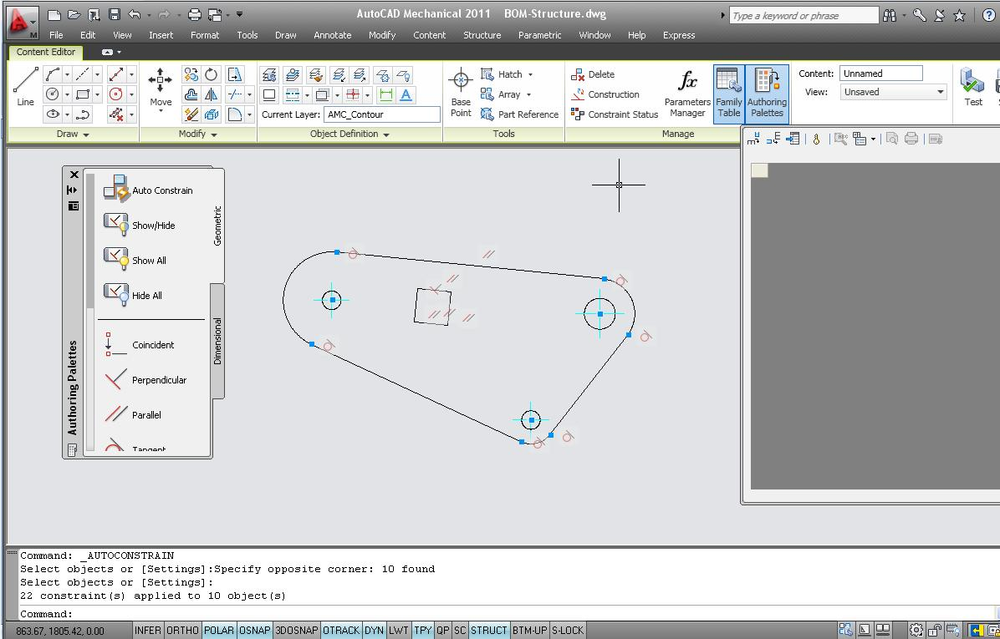 AutoCAD Mechanical 2011 BOM-Structure.dwg
Type a keyword or phrase
M
File Edit View Insert Format Tools Draw Annotate Modify Content Structure Parametric Window Help Express
Content Editor
Line
Move
Current Layer: AMC_Contour
Base Point
Hatch
Array
Part Reference
Delete
Construction
Constraint Status
fx
Parameters Manager
Family Table
Authoring Palettes
Content: Unnamed
View: Unsaved
Test
Draw
Modify
Object Definition
Tools
Manage
Auto Constrain
Show/Hide
Show All
Hide All
Coincident
Perpendicular
Parallel
Tangent
Geometric
Dimensional
Authoring Palettes
Command: _AUTOCONSTRAIN
Select objects or [Settings]:Specify opposite corner: 10 found
Select objects or [Settings]:
22 constraint(s) applied to 10 object(s)
Command:
863.67, 1805.42, 0.00 INFER ORTHO POLAR OSNAP 3DOSNAP OTRACK DYN LWT TPY QP SC STRUCT BTM-UP S-LOCK